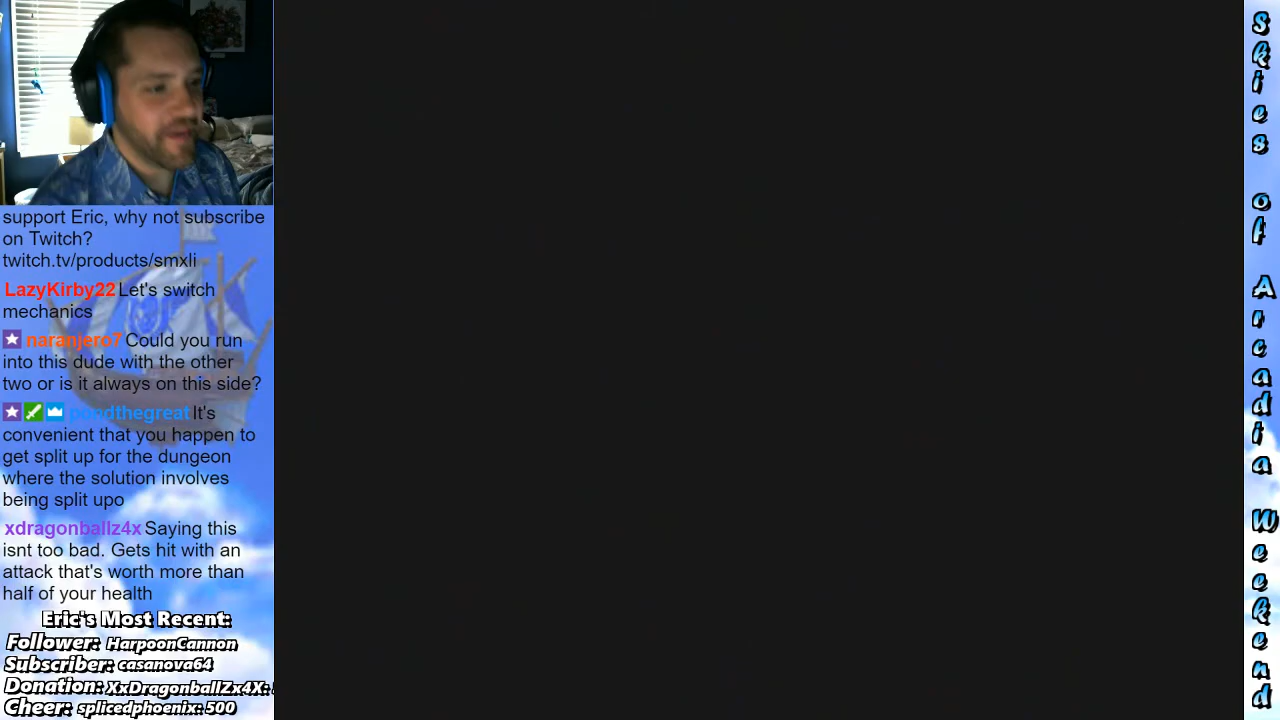 support Eric, why not subscribe
on Twitch?
twitch.tv/products/smxli
LazyKirby22 Let's switch
mechanics
naranjero7 Could you run
into this dude with the other
two or is it always on this side?
pondthegreat It's
convenient that you happen to
get split up for the dungeon
where the solution involves
being split upo
xdragonballz4x Saying this
isnt too bad. Gets hit with an
attack that's worth more than
half of your health
Eric's Most Recent:
Follower: HarpoonCannon
Subscriber: casanova64
Donation: XxDragonballZx4X:
Cheer: splicedphoenix: 500
Skies of Arcadia Weekend